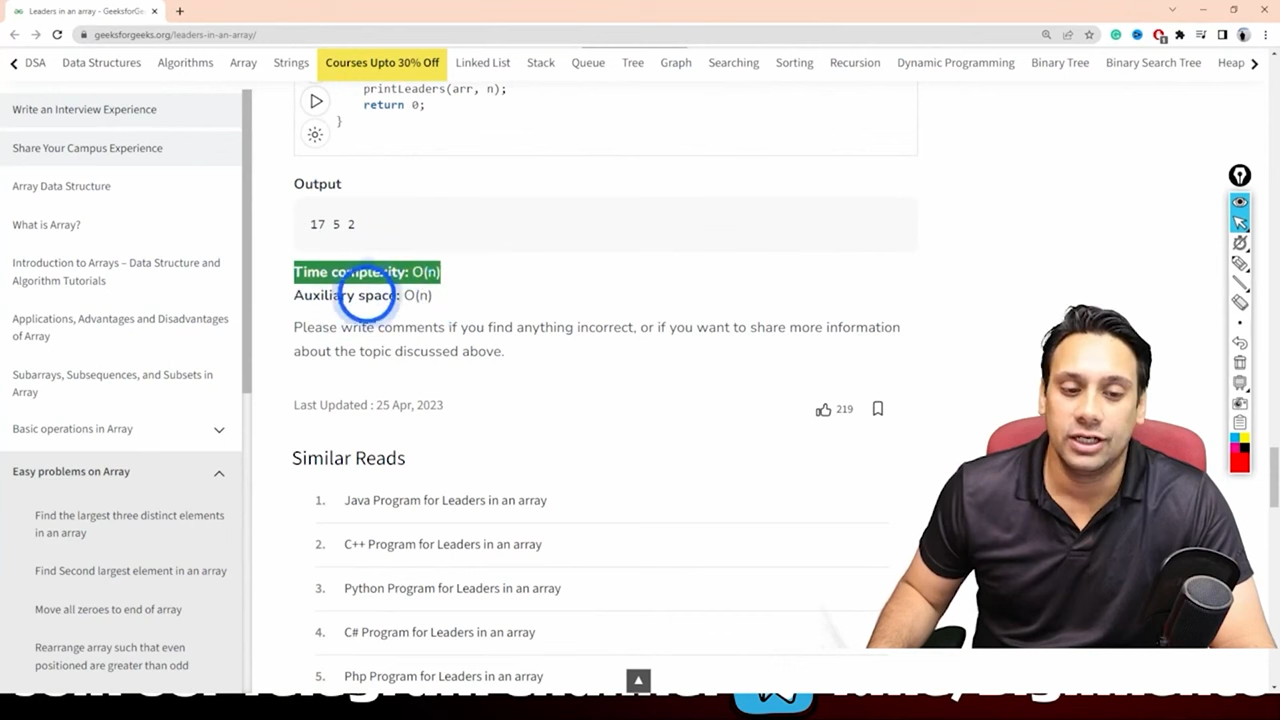 Leaders in an array - GeeksforGe
geeksforgeeks.org/leaders-in-an-array/
DSA Data Structures Algorithms Array Strings Courses Upto 30% Off Linked List Stack Queue Tree Graph Searching Sorting Recursion Dynamic Programming Binary Tree Binary Search Tree Heap
Write an Interview Experience
Share Your Campus Experience
Array Data Structure
What is Array?
Introduction to Arrays – Data Structure and
Algorithm Tutorials
Applications, Advantages and Disadvantages
of Array
Subarrays, Subsequences, and Subsets in
Array
Basic operations in Array
Easy problems on Array
Find the largest three distinct elements
in an array
Find Second largest element in an array
Move all zeroes to end of array
Rearrange array such that even
positioned are greater than odd
printLeaders(arr, n);
return 0;
}
Output
17 5 2
Time complexity: O(n)
Auxiliary space: O(n)
Please write comments if you find anything incorrect, or if you want to share more information
about the topic discussed above.
Last Updated : 25 Apr, 2023
219
Similar Reads
1. Java Program for Leaders in an array
2. C++ Program for Leaders in an array
3. Python Program for Leaders in an array
4. C# Program for Leaders in an array
5. Php Program for Leaders in an array